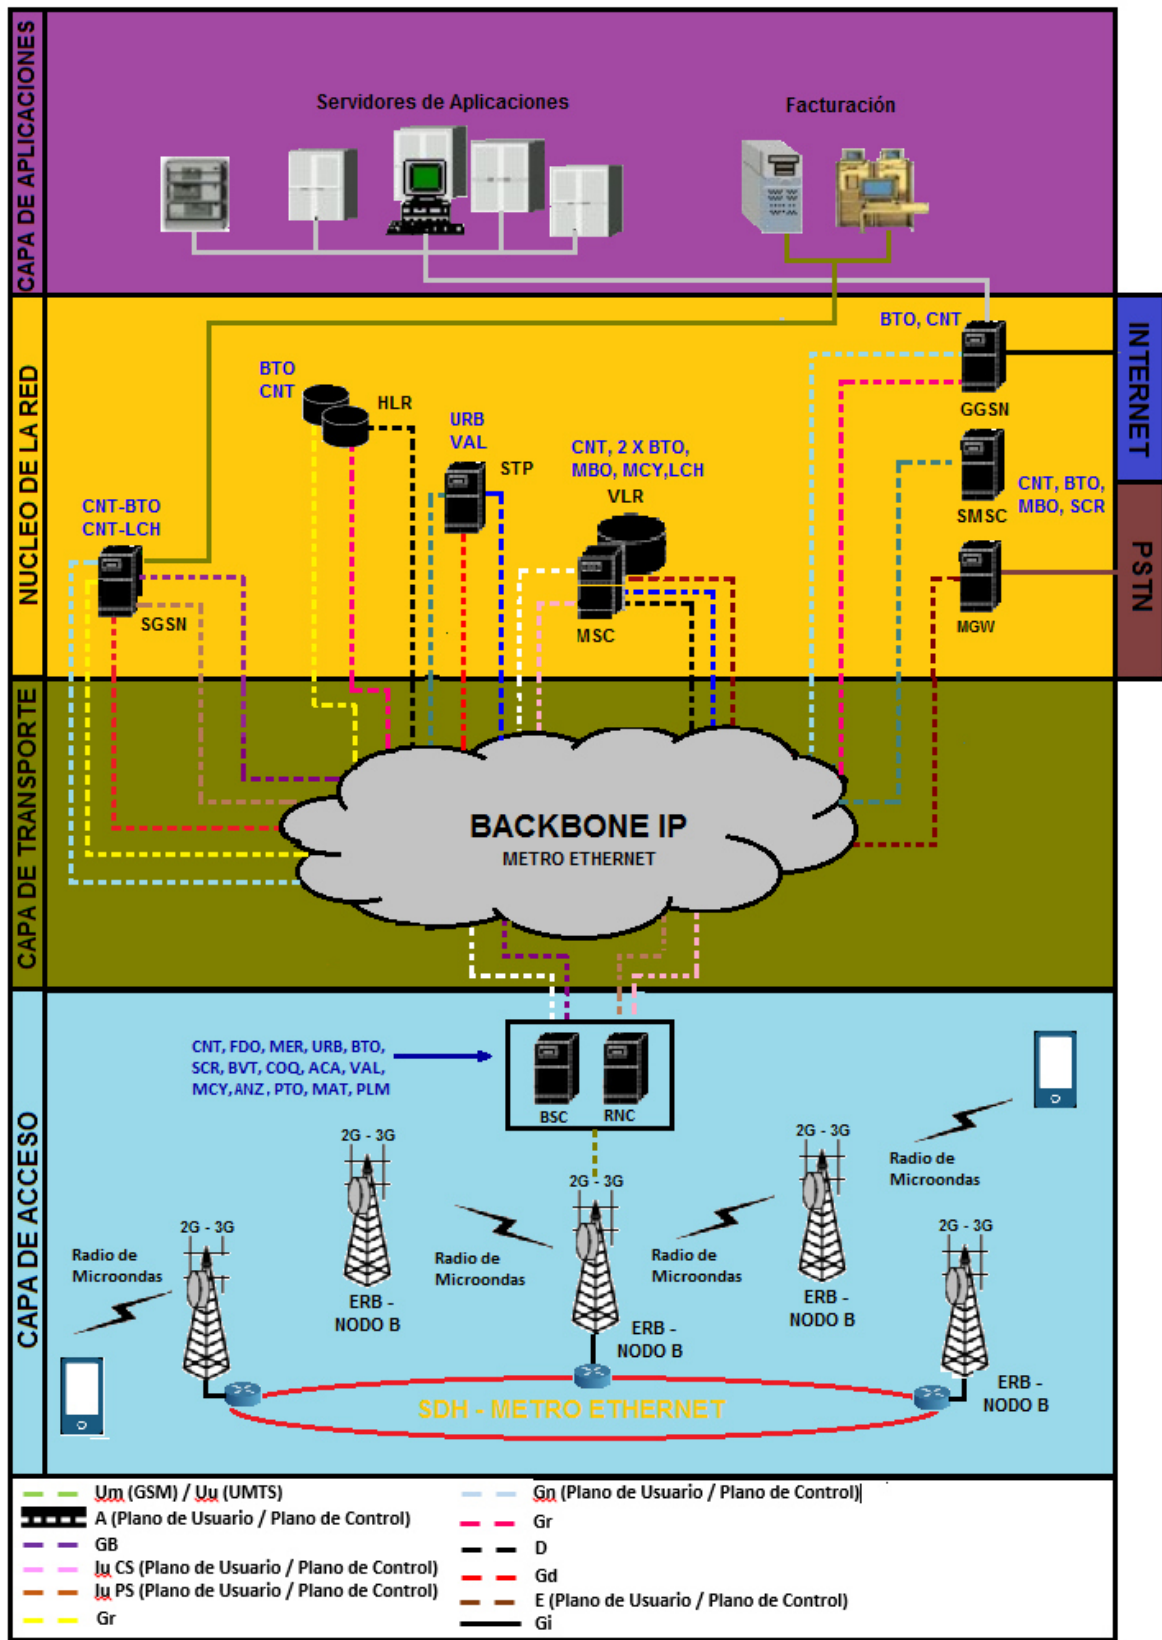 CAPA DE APLICACIONES
Servidores de Aplicaciones
Facturación
NUCLEO DE LA RED
INTERNET
PSTN
BTO, CNT
GGSN
BTO
CNT
HLR
URB
VAL
STP
CNT, 2 X BTO,
MBO, MCY,LCH
VLR
MSC
CNT, BTO,
MBO, SCR
SMSC
MGW
CNT-BTO
CNT-LCH
SGSN
CAPA DE TRANSPORTE
BACKBONE IP
METRO ETHERNET
CAPA DE ACCESO
CNT, FDO, MER, URB, BTO,
SCR, BVT, COQ, ACA, VAL,
MCY,ANZ, PTO, MAT, PLM
BSC
RNC
2G - 3G
2G - 3G
2G - 3G
2G - 3G
2G - 3G
Radio de
Microondas
Radio de
Microondas
Radio de
Microondas
Radio de
Microondas
ERB -
NODO B
ERB -
NODO B
ERB -
NODO B
ERB -
NODO B
SDH - METRO ETHERNET
Um (GSM) / Uu (UMTS)
A (Plano de Usuario / Plano de Control)
GB
Iu CS (Plano de Usuario / Plano de Control)
Iu PS (Plano de Usuario / Plano de Control)
Gr
Gn (Plano de Usuario / Plano de Control)
Gr
D
Gd
E (Plano de Usuario / Plano de Control)
Gi